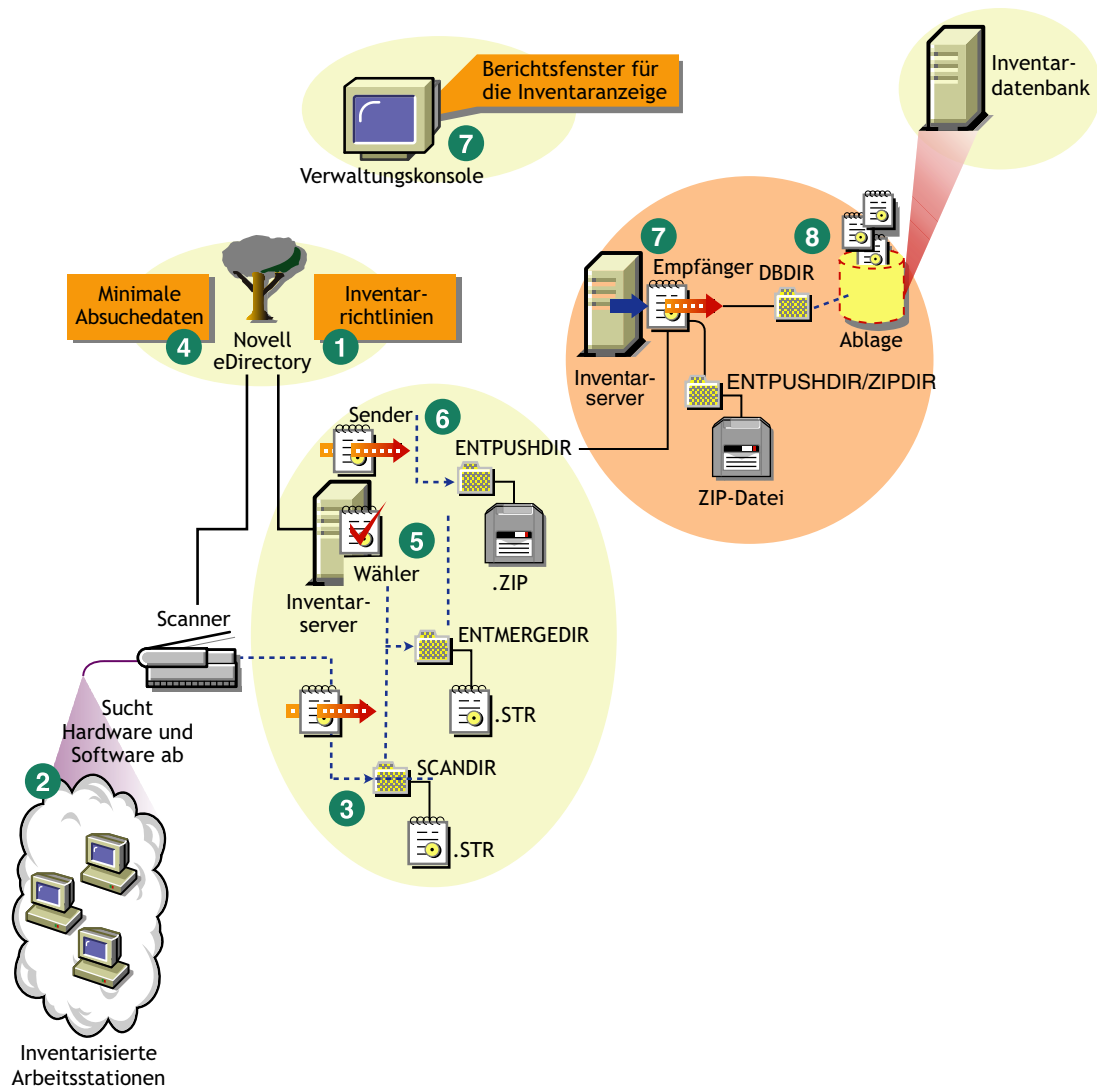 Berichtsfenster für
die Inventaranzeige
7
Verwaltungskonsole
Inventar-
datenbank
Minimale
Absuchedaten
4
Novell
eDirectory
Inventar-
richtlinien
1
7
Empfänger
DBDIR
8
Ablage
Inventar-
server
ENTPUSHDIR/ZIPDIR
ZIP-Datei
Sender
6
ENTPUSHDIR
.ZIP
5
Wähler
Inventar-
server
ENTMERGEDIR
.STR
Scanner
Sucht
Hardware und
Software ab
SCANDIR
3
.STR
2
Inventarisierte
Arbeitsstationen